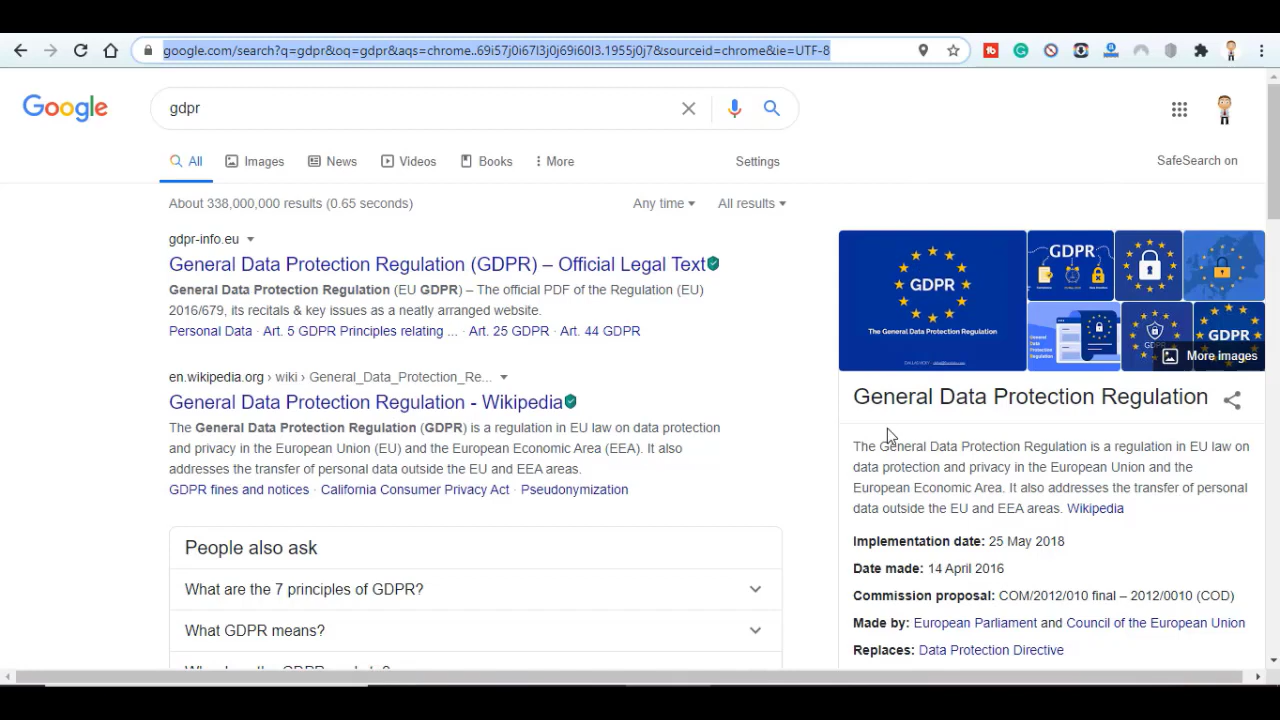 google.com/search?q=gdpr&oq=gdpr&aqs=chrome..69i57j0i67l3j0j69i60l3.1955j0j7&sourceid=chrome&ie=UTF-8
Google
gdpr
All
Images
News
Videos
Books
More
Settings
SafeSearch on
About 338,000,000 results (0.65 seconds)
Any time
All results
gdpr-info.eu
General Data Protection Regulation (GDPR) – Official Legal Text
General Data Protection Regulation (EU GDPR) – The official PDF of the Regulation (EU)
2016/679, its recitals & key issues as a neatly arranged website.
Personal Data · Art. 5 GDPR Principles relating ... · Art. 25 GDPR · Art. 44 GDPR
en.wikipedia.org › wiki › General_Data_Protection_Re...
General Data Protection Regulation - Wikipedia
The General Data Protection Regulation (GDPR) is a regulation in EU law on data protection
and privacy in the European Union (EU) and the European Economic Area (EEA). It also
addresses the transfer of personal data outside the EU and EEA areas.
GDPR fines and notices · California Consumer Privacy Act · Pseudonymization
People also ask
What are the 7 principles of GDPR?
What GDPR means?
GDPR
The General Data Protection Regulation
GDPR
General
Data
Protection
Regulation
GDPR
More images
General Data Protection Regulation
The General Data Protection Regulation is a regulation in EU law on
data protection and privacy in the European Union and the
European Economic Area. It also addresses the transfer of personal
data outside the EU and EEA areas. Wikipedia
Implementation date: 25 May 2018
Date made: 14 April 2016
Commission proposal: COM/2012/010 final – 2012/0010 (COD)
Made by: European Parliament and Council of the European Union
Replaces: Data Protection Directive